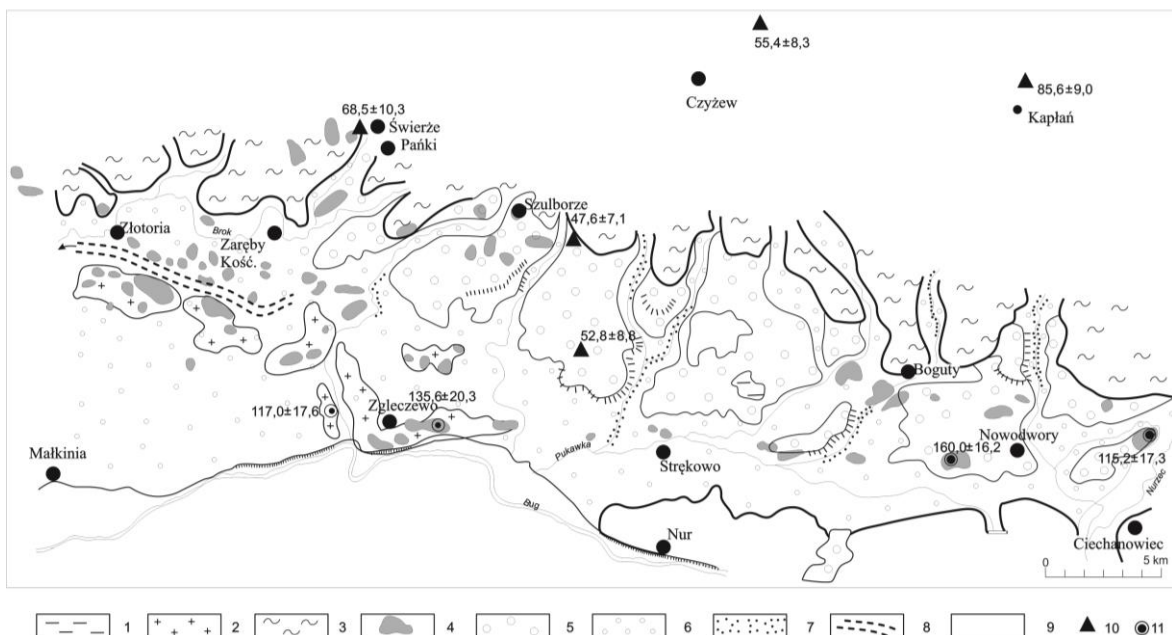 55,4±8,3
Czyżew
85,6±9,0
Kapłań
68,5±10,3
Świerże
Pańki
Szulborze
47,6±7,1
Złotoria
Brok
Zaręby
Kość.
52,8±8,8
Boguty
117,0±17,6
Zgleczewo
135,6±20,3
Małkinia
Pukawka
Strękowo
160,0±16,2
Nowodwory
115,2±17,3
Nurzec
Bug
Nur
Ciechanowiec
0 5 km
1 2 3 4 5 6 7 8 9 10 11